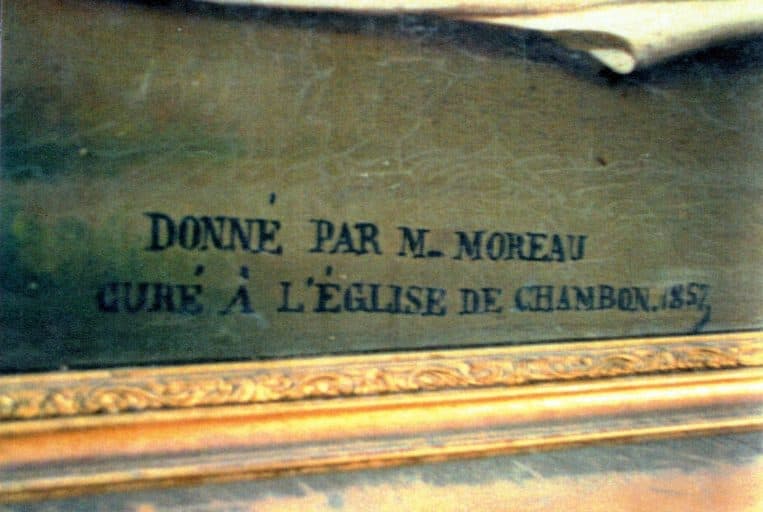 DONNÉ PAR M. MOREAU
CURÉ À L'ÉGLISE DE CHAMBON. 1857